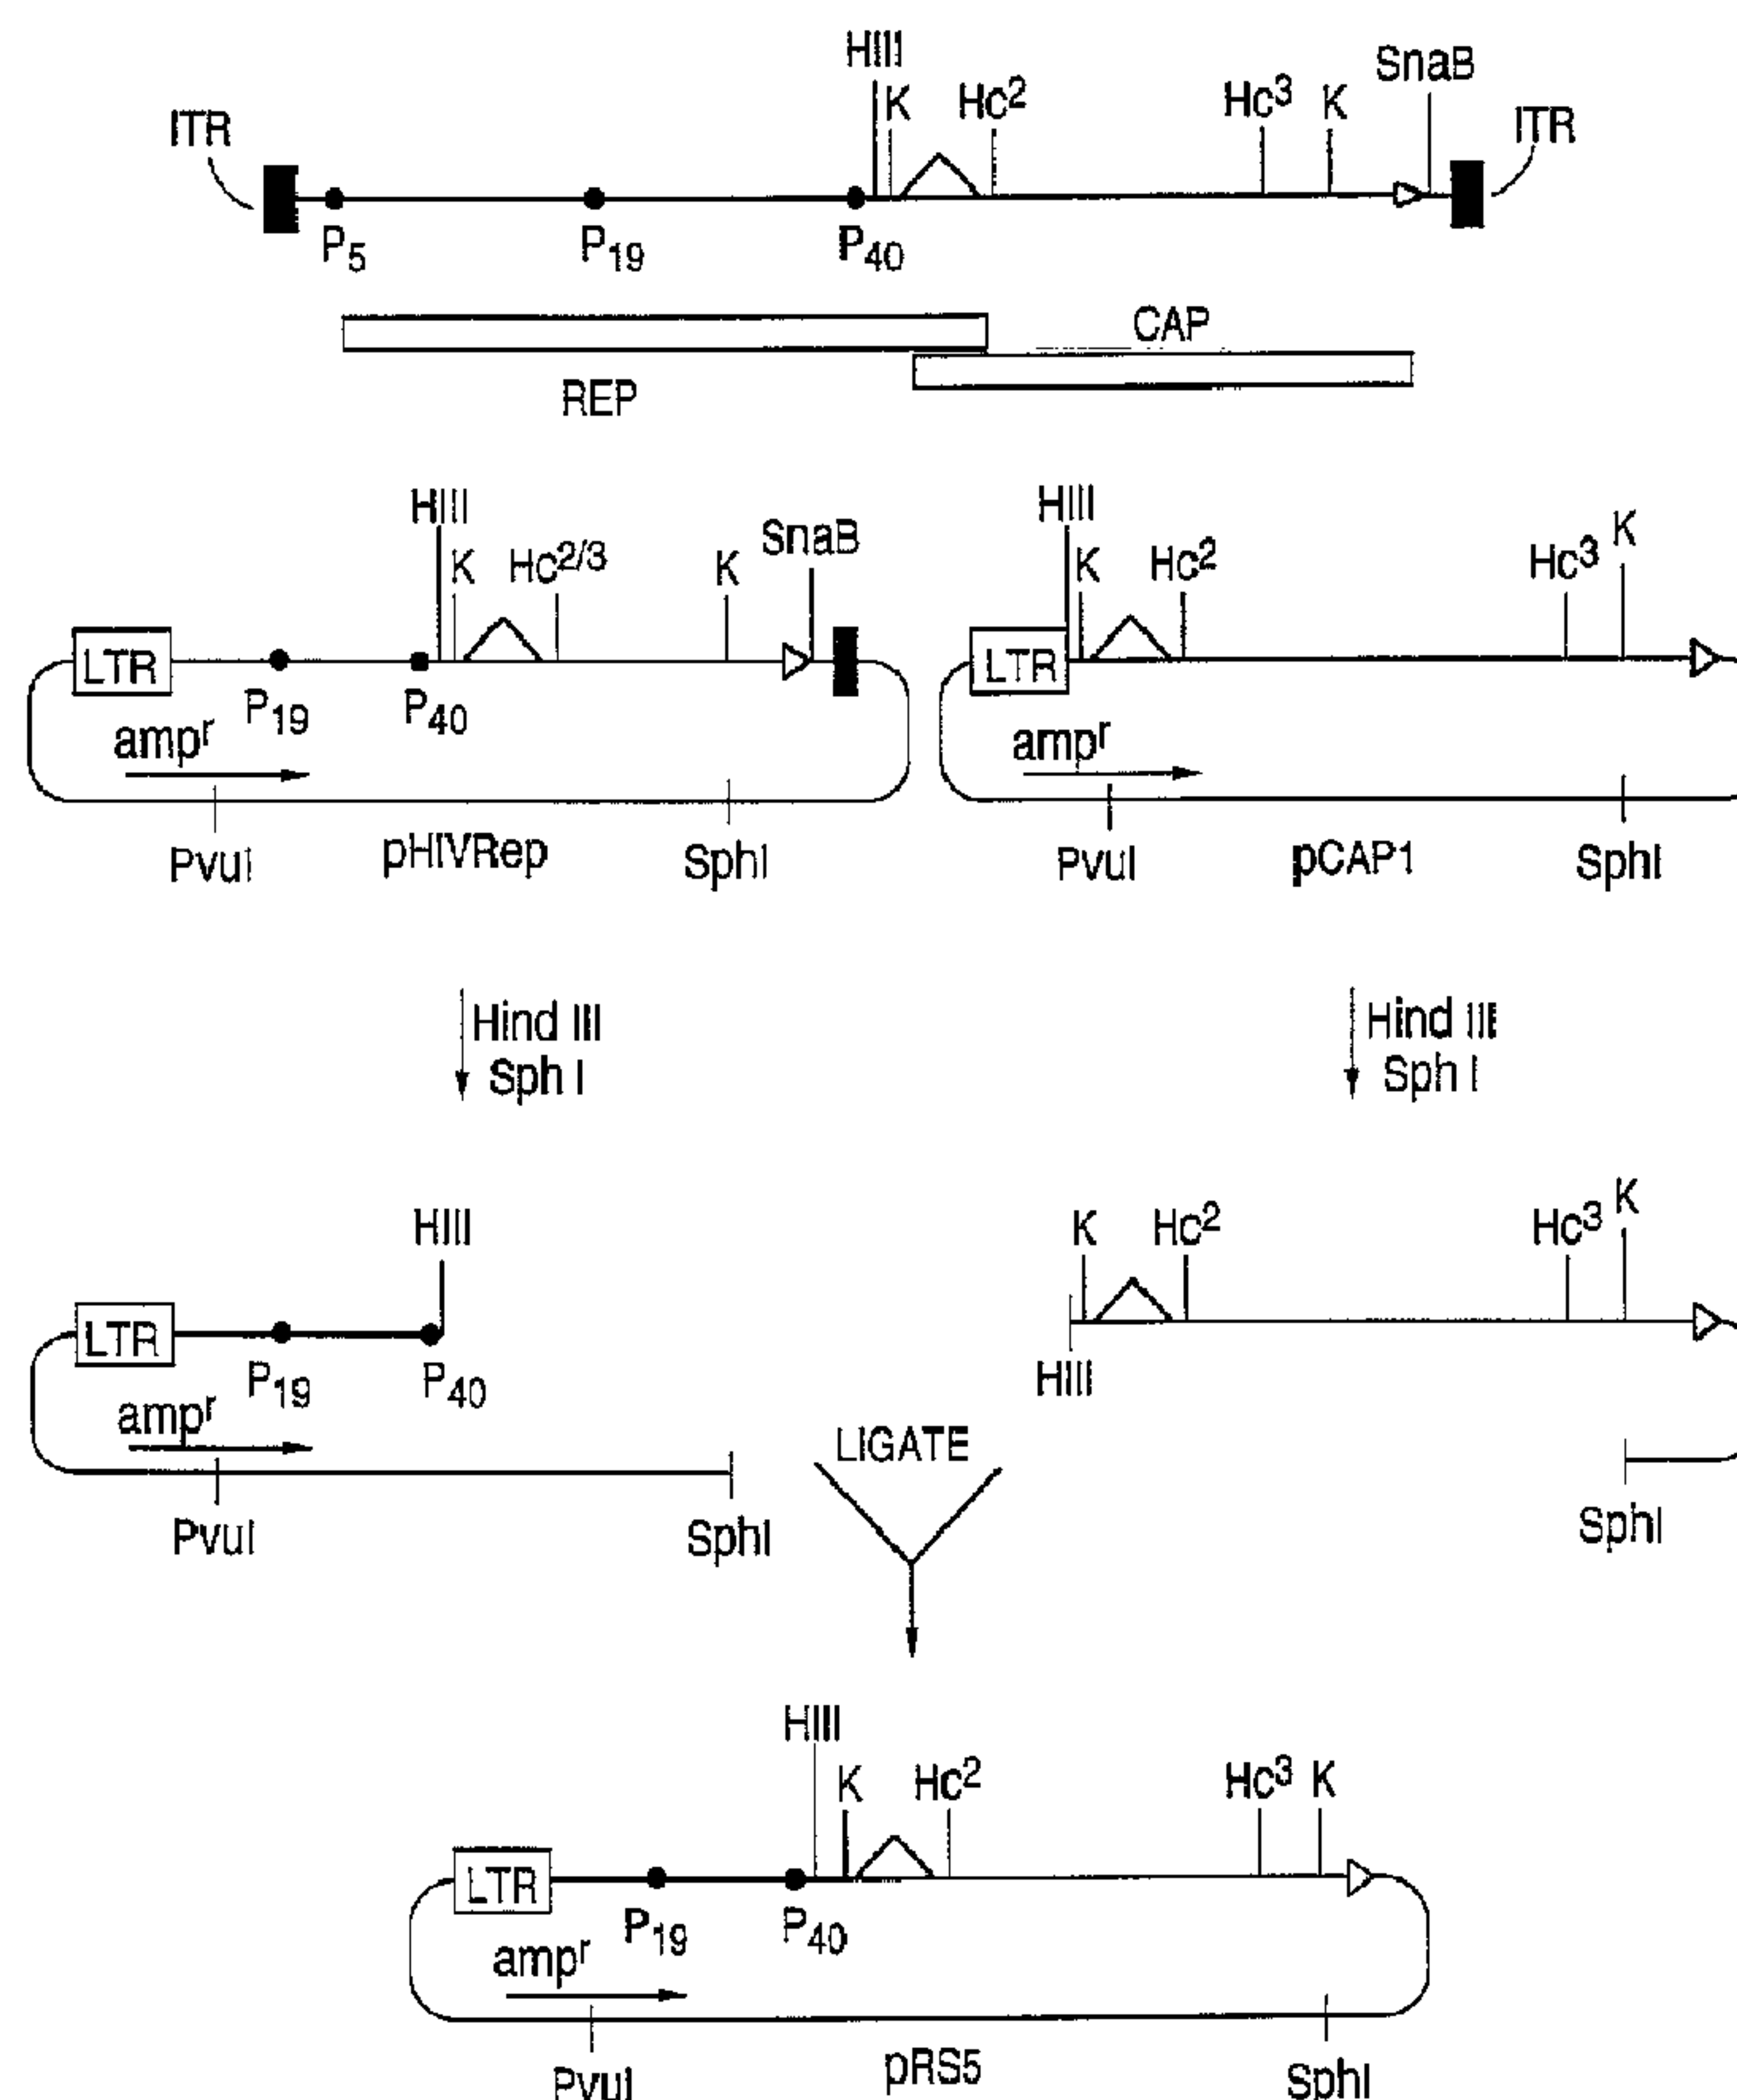 HIII
K
Hc2
Hc3
K
SnaB
ITR
ITR
P5
P19
P40
CAP
REP
HIII
K
Hc2/3
K
SnaB
LTR
P19
P40
ampr
PvuI
pHIVRep
SphI
HIII
K
Hc2
Hc3
K
LTR
ampr
PvuI
pCAP1
SphI
Hind III
Sph I
Hind III
Sph I
HIII
LTR
P19
P40
ampr
PvuI
SphI
K
Hc2
Hc3
K
HIII
SphI
LIGATE
HIII
K
Hc2
Hc3
K
LTR
P19
P40
ampr
PvuI
pRS5
SphI